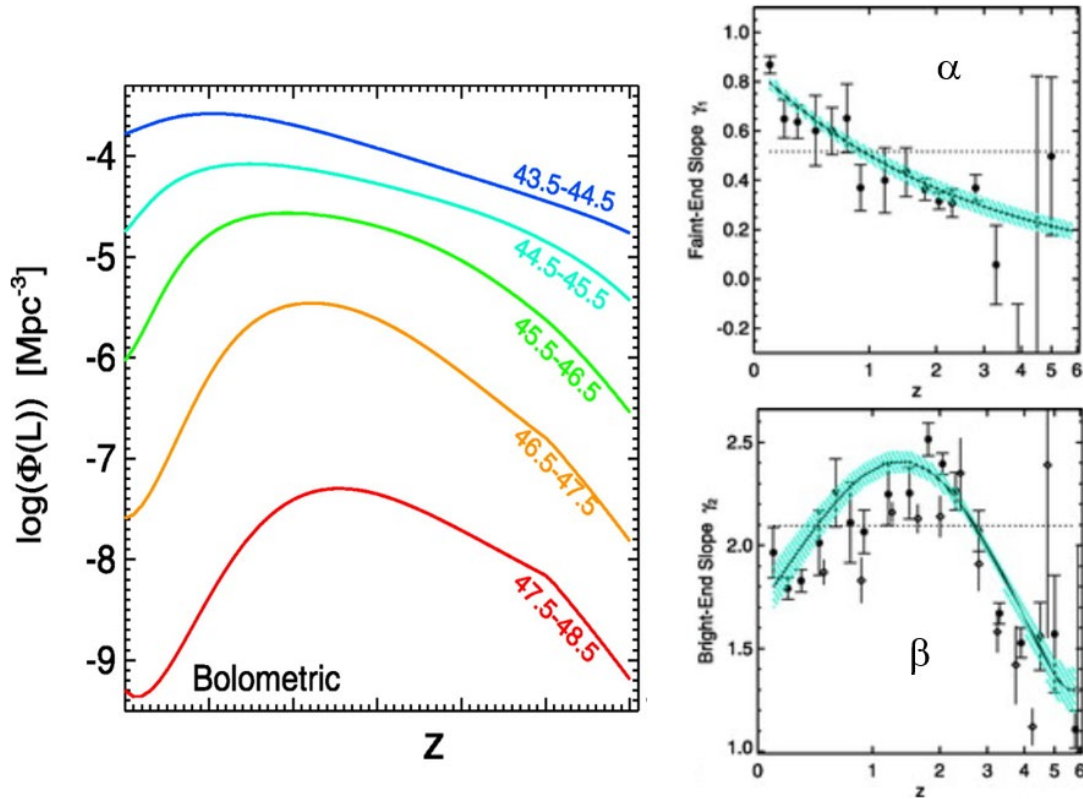 log(Φ(L)) [Mpc⁻³]
-4
-5
-6
-7
-8
-9
43.5-44.5
44.5-45.5
45.5-46.5
46.5-47.5
47.5-48.5
Bolometric
z
α
Faint-End Slope γ₁
1.0
0.8
0.6
0.4
0.2
0.0
-0.2
0 1 2 3 4 5 6
z
β
Bright-End Slope γ₂
2.5
2.0
1.5
1.0
0 1 2 3 4 5 6
z